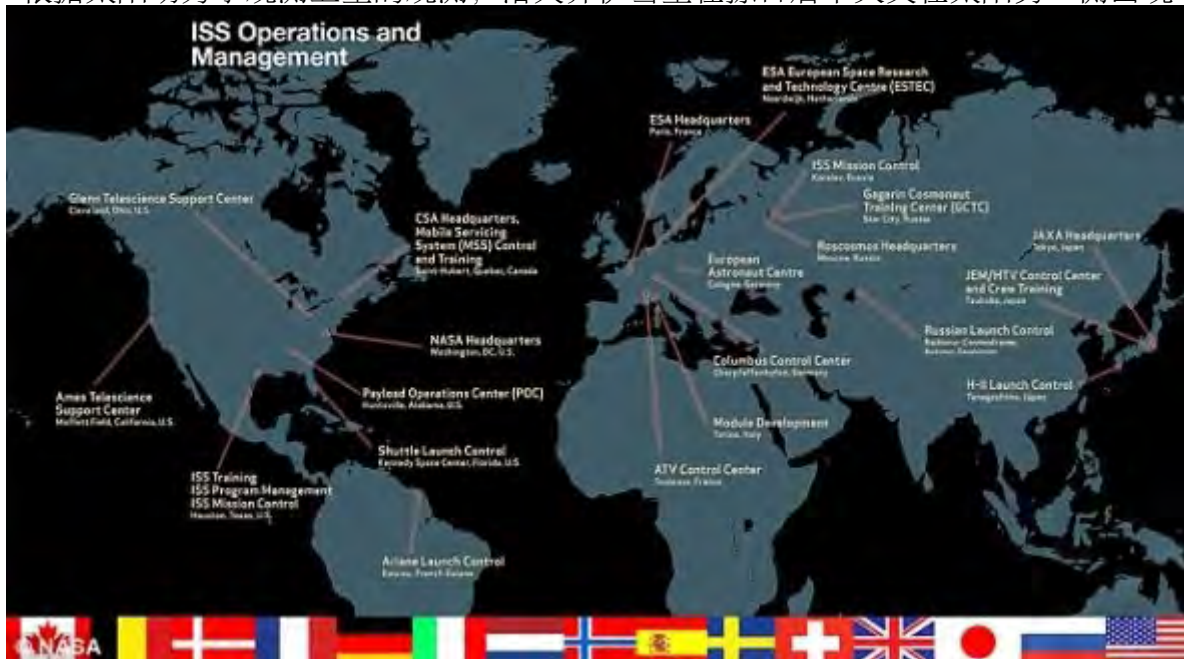 ISS Operations and
Management
ESA European Space Research
and Technology Centre (ESTEC)
Noordwijk, Netherlands
ESA Headquarters
Paris, France
ISS Mission Control
Korolev, Russia
Gagarin Cosmonaut
Training Center (GCTC)
Star City, Russia
Glenn Telescience Support Center
Cleveland, Ohio, U.S.
CSA Headquarters,
Mobile Servicing
System (MSS) Control
and Training
Saint-Hubert, Quebec, Canada
Roscosmos Headquarters
Moscow, Russia
JAXA Headquarters
Tokyo, Japan
European
Astronaut Centre
Cologne, Germany
JEM/HTV Control Center
and Crew Training
Tsukuba, Japan
NASA Headquarters
Washington, DC, U.S.
Russian Launch Control
Baikonur Cosmodrome,
Columbus Control Center
Oberpfaffenhofen, Germany
H-II Launch Control
Tanegashima, Japan
Payload Operations Center (POC)
Huntsville, Alabama, U.S.
Ames Telescience
Support Center
Moffett Field, California, U.S.
Module Development
Torino, Italy
Shuttle Launch Control
Kennedy Space Center, Florida, U.S.
ATV Control Center
Toulouse, France
ISS Training
ISS Program Management
ISS Mission Control
Houston, Texas, U.S.
Ariane Launch Control
Kourou, French Guiana
© NASA